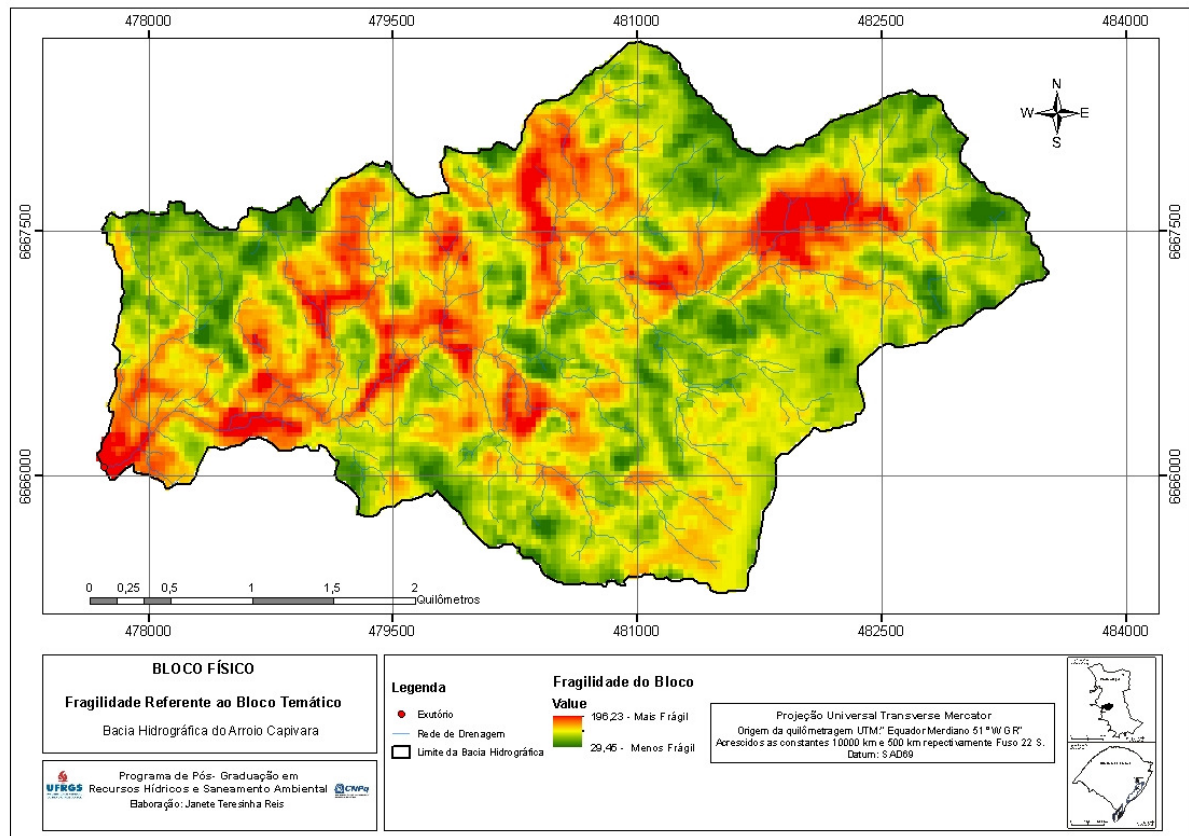 478000 479500 481000 482500 484000
N
W E
S
6667500 6667500
6666000 6666000
0 0,25 0,5 1 1,5 2
Quilômetros
478000 479500 481000 482500 484000
BLOCO FÍSICO
Fragilidade Referente ao Bloco Temático
Bacia Hidrográfica do Arroio Capivara
UFRGS
Programa de Pós- Graduação em
Recursos Hídricos e Saneamento Ambiental
Elaboração: Janete Teresinha Reis
CNPq
Legenda
Exutório
Rede de Drenagem
Limite da Bacia Hidrográfica
Fragilidade do Bloco
Value
196,23 - Mais Frágil
29,45 - Menos Frágil
Projeção Universal Transverse Mercator
Origem da quilômetragem UTM:" Equador Merdiano 51 º W G R"
Acrescidos as constantes 10000 km e 500 km repectivamente Fuso 22 S.
Datum: SAD69